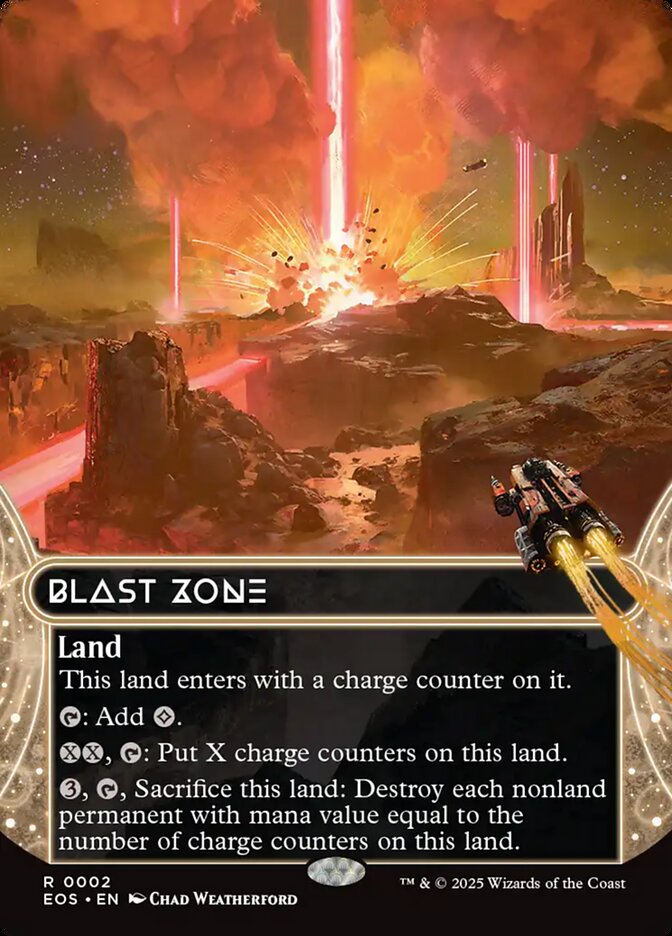 BLAST ZONE
Land
This land enters with a charge counter on it.
: Add .
XX, : Put X charge counters on this land.
3, , Sacrifice this land: Destroy each nonland
permanent with mana value equal to the
number of charge counters on this land.
R 0002
EOS • EN CHAD WEATHERFORD
™ & © 2025 Wizards of the Coast